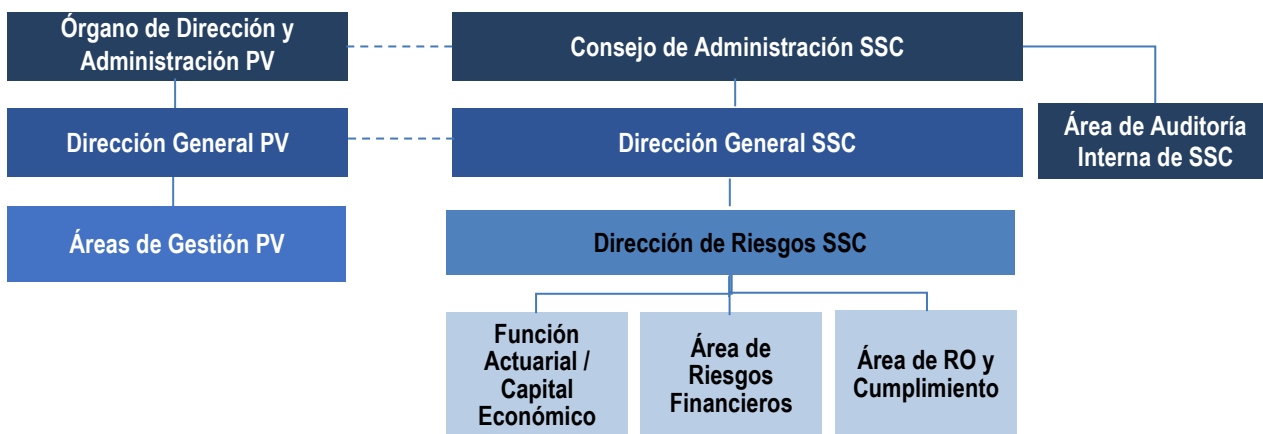 Órgano de Dirección y
Administración PV
Consejo de Administración SSC
Dirección General PV
Dirección General SSC
Área de Auditoría
Interna de SSC
Áreas de Gestión PV
Dirección de Riesgos SSC
Función
Actuarial /
Capital
Económico
Área de
Riesgos
Financieros
Área de RO y
Cumplimiento